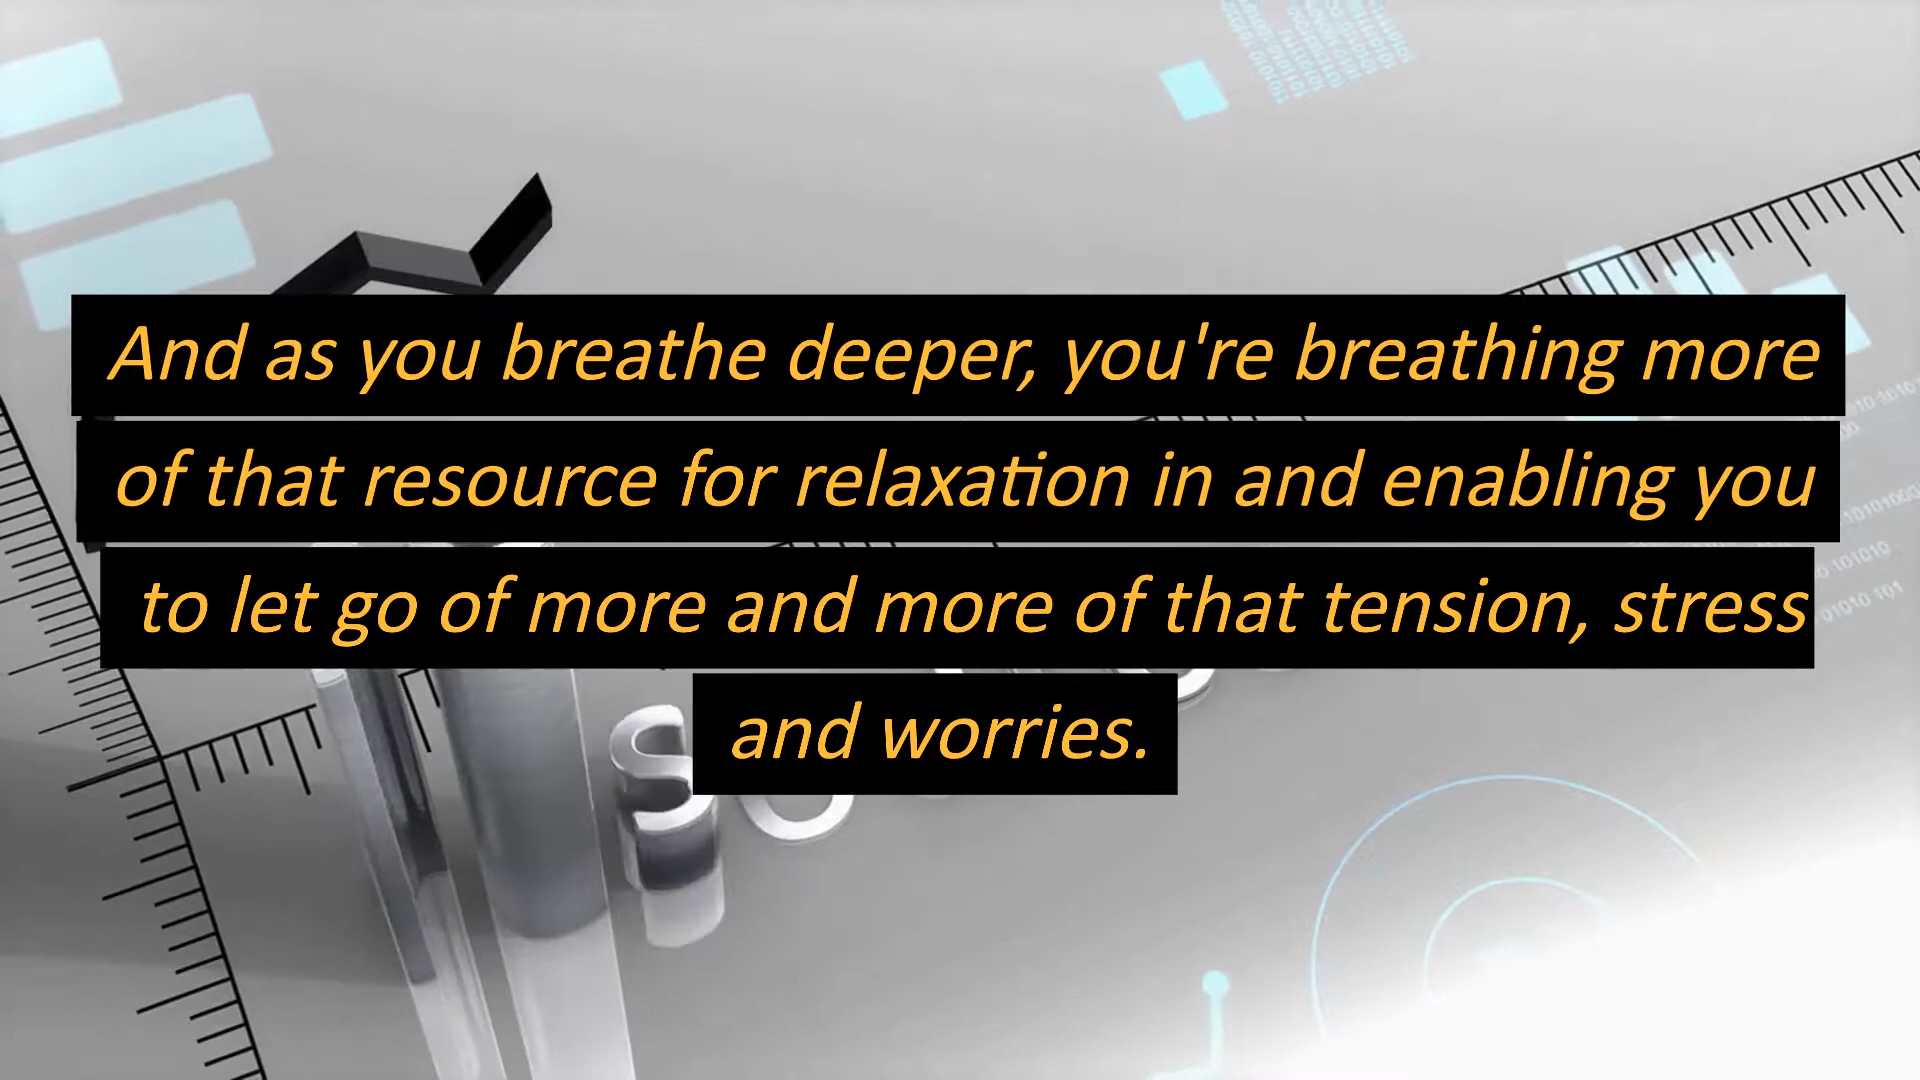 And as you breathe deeper, you're breathing more
of that resource for relaxation in and enabling you
to let go of more and more of that tension, stress
and worries.